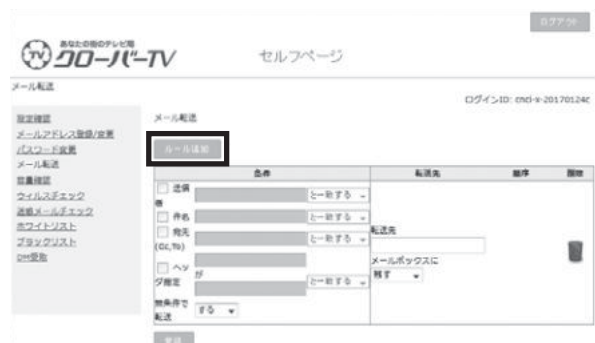 ログアウト
あなたの街のテレビ局
クローバーTV
セルフページ
メール転送
ログインID: cnci-x-20170124c
設定確認
メールアドレス登録/変更
パスワード変更
メール転送
容量確認
ウィルスチェック
迷惑メールチェック
ホワイトリスト
ブラックリスト
DM受取
メール転送
ルール追加
条件 転送先 順序 削除
送信者 と一致する
件名 と一致する
宛先(Cc,To) と一致する
ヘッダ指定 が と一致する
無条件で転送 する
転送先
メールボックスに
残す